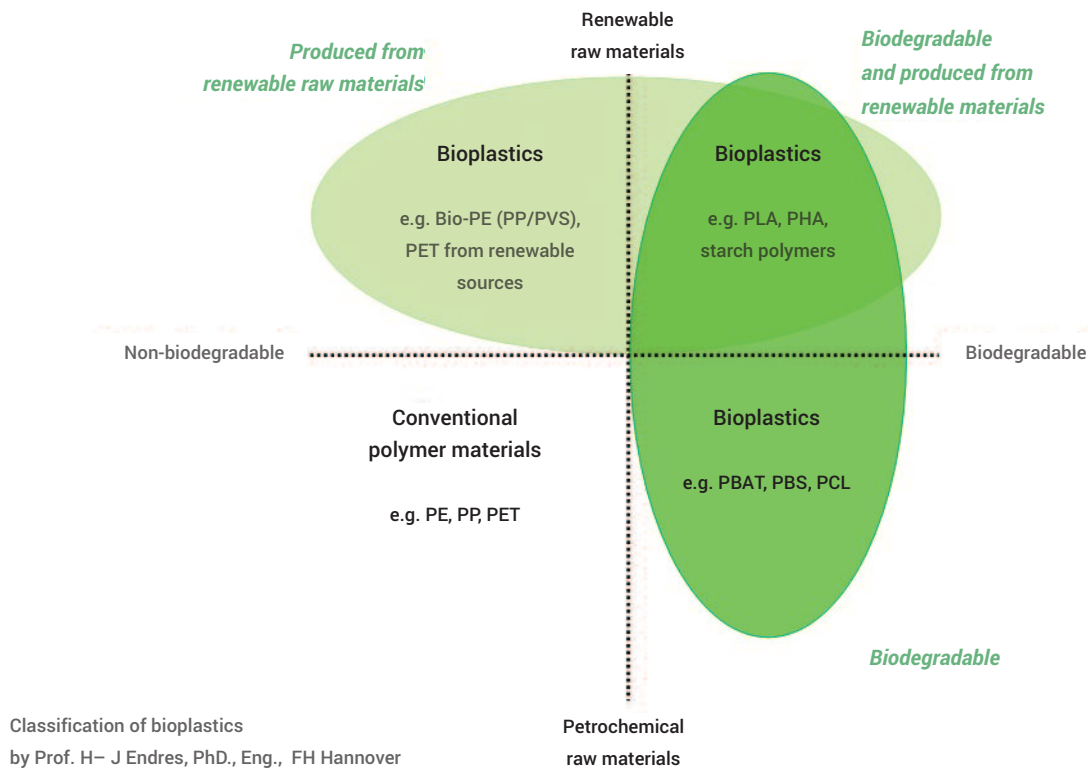 Renewable
raw materials
Produced from
renewable raw materials
Biodegradable
and produced from
renewable materials
Bioplastics
e.g. Bio-PE (PP/PVS),
PET from renewable
sources
Bioplastics
e.g. PLA, PHA,
starch polymers
Non-biodegradable
Biodegradable
Conventional
polymer materials
e.g. PE, PP, PET
Bioplastics
e.g. PBAT, PBS, PCL
Biodegradable
Petrochemical
raw materials
Classification of bioplastics
by Prof. H– J Endres, PhD., Eng., FH Hannover